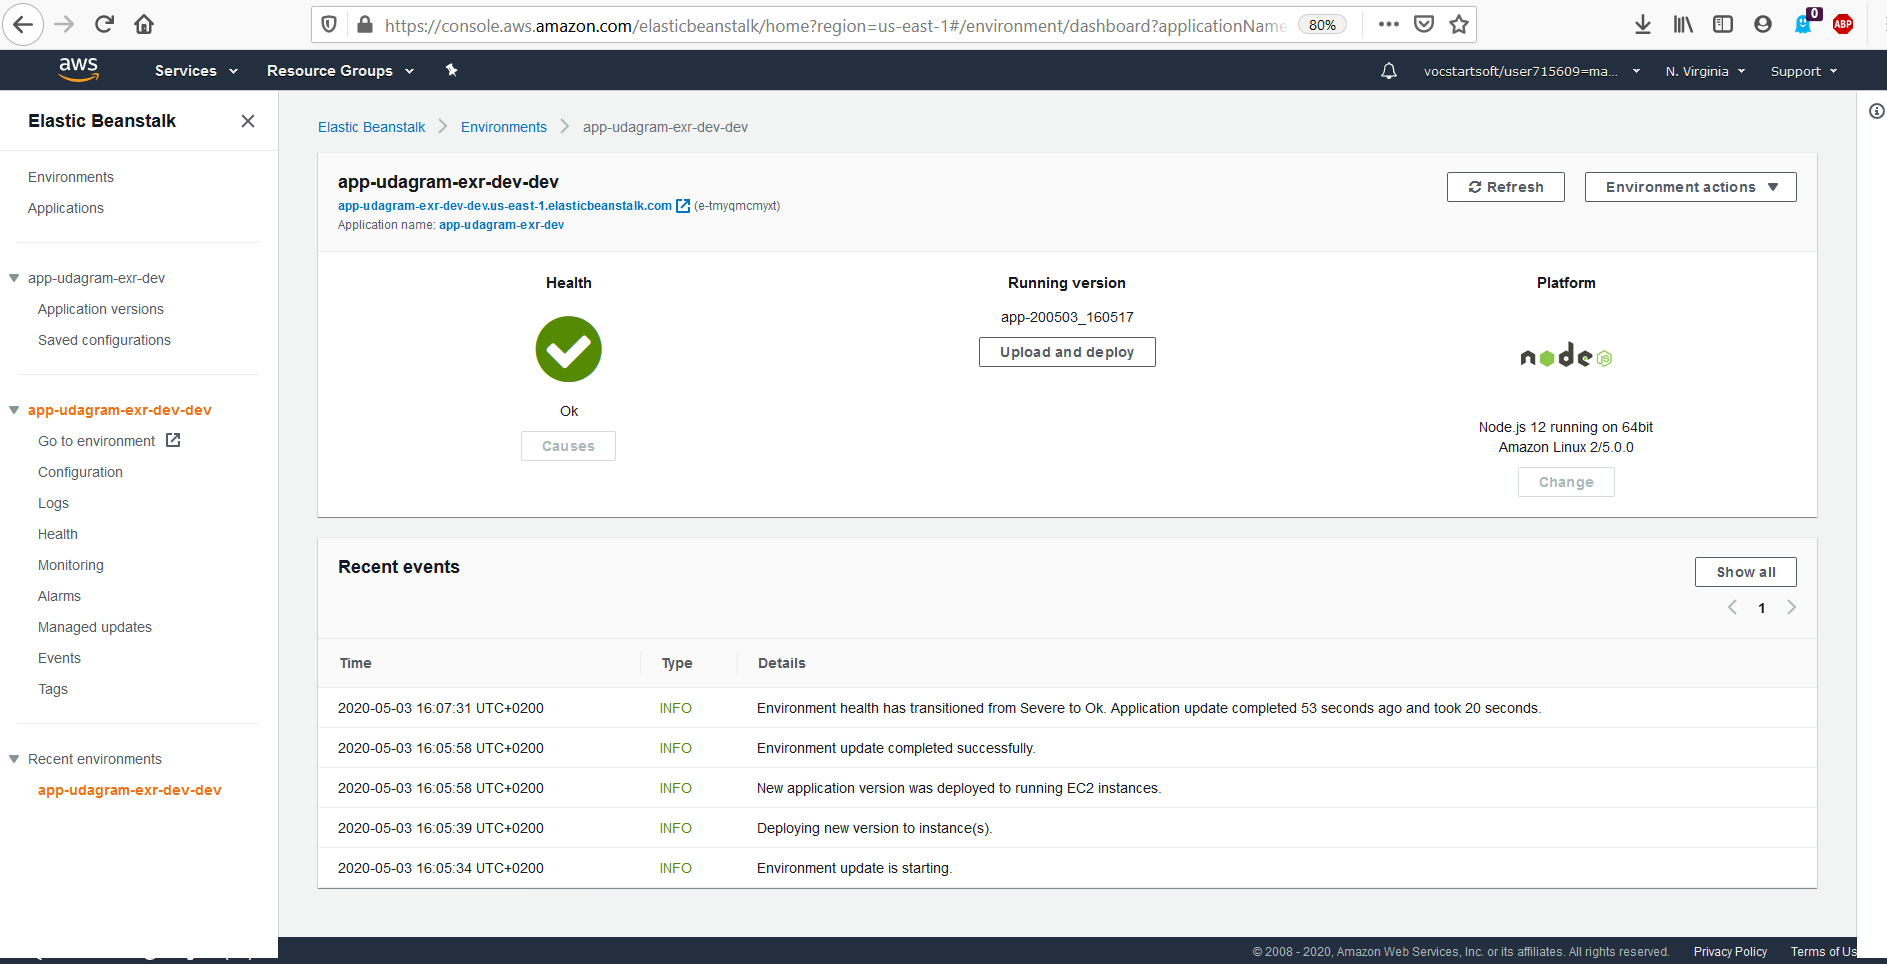 https://console.aws.amazon.com/elasticbeanstalk/home?region=us-east-1#/environment/dashboard?applicationName
80%
0
ABP
aws
Services
Resource Groups
vocstartsoft/user715609=ma...
N. Virginia
Support
Elastic Beanstalk
Environments
Applications
app-udagram-exr-dev
Application versions
Saved configurations
app-udagram-exr-dev-dev
Go to environment
Configuration
Logs
Health
Monitoring
Alarms
Managed updates
Events
Tags
Recent environments
app-udagram-exr-dev-dev
Elastic Beanstalk > Environments > app-udagram-exr-dev-dev
app-udagram-exr-dev-dev
app-udagram-exr-dev-dev.us-east-1.elasticbeanstalk.com (e-tmyqmcmyxt)
Application name: app-udagram-exr-dev
Refresh
Environment actions
Health
Ok
Causes
Running version
app-200503_160517
Upload and deploy
Platform
node JS
Node.js 12 running on 64bit
Amazon Linux 2/5.0.0
Change
Recent events
Show all
1
Time Type Details
2020-05-03 16:07:31 UTC+0200 INFO Environment health has transitioned from Severe to Ok. Application update completed 53 seconds ago and took 20 seconds.
2020-05-03 16:05:58 UTC+0200 INFO Environment update completed successfully.
2020-05-03 16:05:58 UTC+0200 INFO New application version was deployed to running EC2 instances.
2020-05-03 16:05:39 UTC+0200 INFO Deploying new version to instance(s).
2020-05-03 16:05:34 UTC+0200 INFO Environment update is starting.
© 2008 - 2020, Amazon Web Services, Inc. or its affiliates. All rights reserved. Privacy Policy Terms of Us